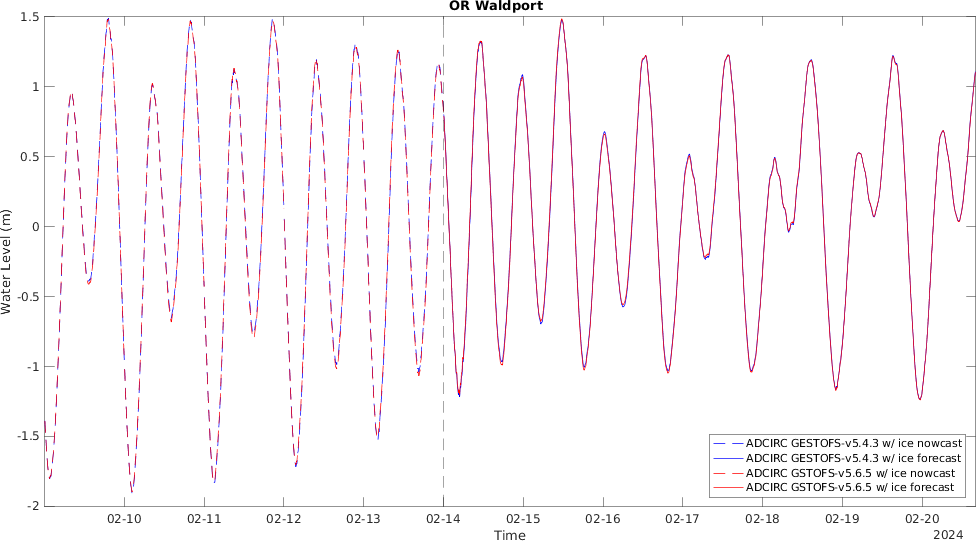 OR Waldport
1.5
1
0.5
0
-0.5
-1
-1.5
-2
Water Level (m)
02-10 02-11 02-12 02-13 02-14 02-15 02-16 02-17 02-18 02-19 02-20
Time
2024
ADCIRC GESTOFS-v5.4.3 w/ ice nowcast
ADCIRC GESTOFS-v5.4.3 w/ ice forecast
ADCIRC GSTOFS-v5.6.5 w/ ice nowcast
ADCIRC GSTOFS-v5.6.5 w/ ice forecast